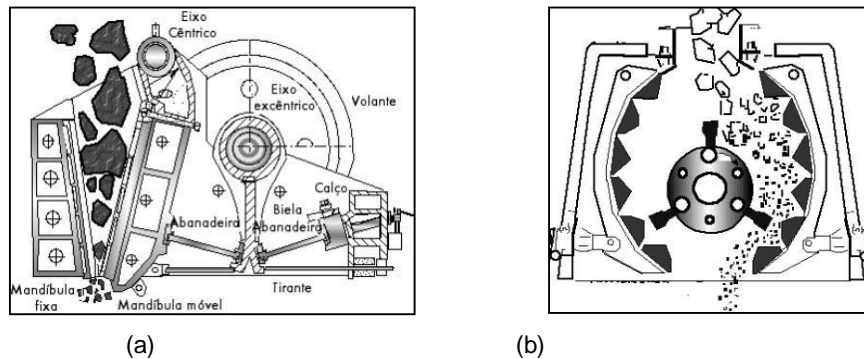 Eixo
Cêntrico
Eixo
excêntrico
Volante
Calço
Biela
Abanadeira
Abanadeira
Mandíbula
fixa
Mandíbula móvel
Tirante
(a)
(b)